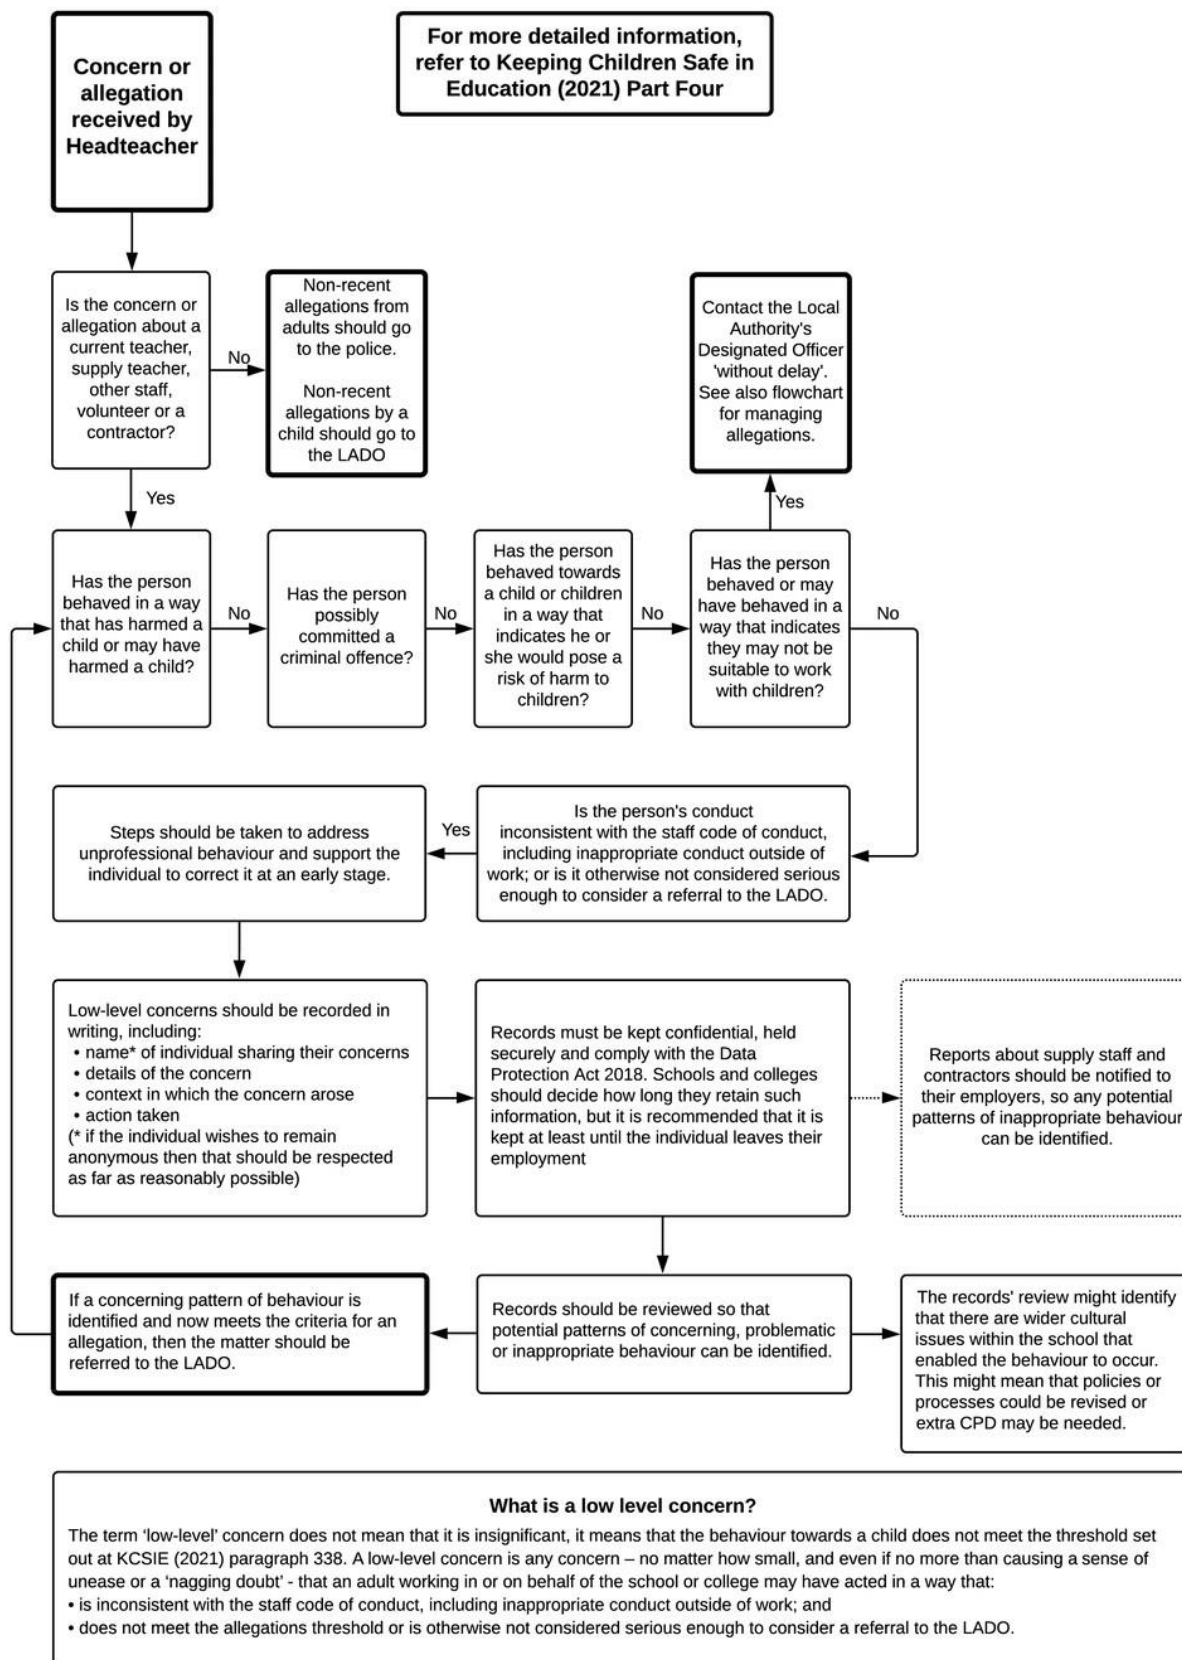 Concern or
allegation
received by
Headteacher
For more detailed information,
refer to Keeping Children Safe in
Education (2021) Part Four
Is the concern or
allegation about a
current teacher,
supply teacher,
other staff,
volunteer or a
contractor?
No
Non-recent
allegations from
adults should go
to the police.
Non-recent
allegations by a
child should go to
the LADO
Contact the Local
Authority's
Designated Officer
'without delay'.
See also flowchart
for managing
allegations.
Yes
Yes
Has the person
behaved in a way
that has harmed a
child or may have
harmed a child?
No
Has the person
possibly
committed a
criminal offence?
No
Has the person
behaved towards
a child or children
in a way that
indicates he or
she would pose a
risk of harm to
children?
No
Has the person
behaved or may
have behaved in a
way that indicates
they may not be
suitable to work
with children?
No
Is the person's conduct
inconsistent with the staff code of conduct,
including inappropriate conduct outside of
work; or is it otherwise not considered serious
enough to consider a referral to the LADO.
Yes
Steps should be taken to address
unprofessional behaviour and support the
individual to correct it at an early stage.
Low-level concerns should be recorded in
writing, including:
• name* of individual sharing their concerns
• details of the concern
• context in which the concern arose
• action taken
(* if the individual wishes to remain
anonymous then that should be respected
as far as reasonably possible)
Records must be kept confidential, held
securely and comply with the Data
Protection Act 2018. Schools and colleges
should decide how long they retain such
information, but it is recommended that it is
kept at least until the individual leaves their
employment
Reports about supply staff and
contractors should be notified to
their employers, so any potential
patterns of inappropriate behaviour
can be identified.
If a concerning pattern of behaviour is
identified and now meets the criteria for an
allegation, then the matter should be
referred to the LADO.
Records should be reviewed so that
potential patterns of concerning, problematic
or inappropriate behaviour can be identified.
The records' review might identify
that there are wider cultural
issues within the school that
enabled the behaviour to occur.
This might mean that policies or
processes could be revised or
extra CPD may be needed.
What is a low level concern?
The term ‘low-level’ concern does not mean that it is insignificant, it means that the behaviour towards a child does not meet the threshold set
out at KCSIE (2021) paragraph 338. A low-level concern is any concern – no matter how small, and even if no more than causing a sense of
unease or a ‘nagging doubt’ - that an adult working in or on behalf of the school or college may have acted in a way that:
• is inconsistent with the staff code of conduct, including inappropriate conduct outside of work; and
• does not meet the allegations threshold or is otherwise not considered serious enough to consider a referral to the LADO.